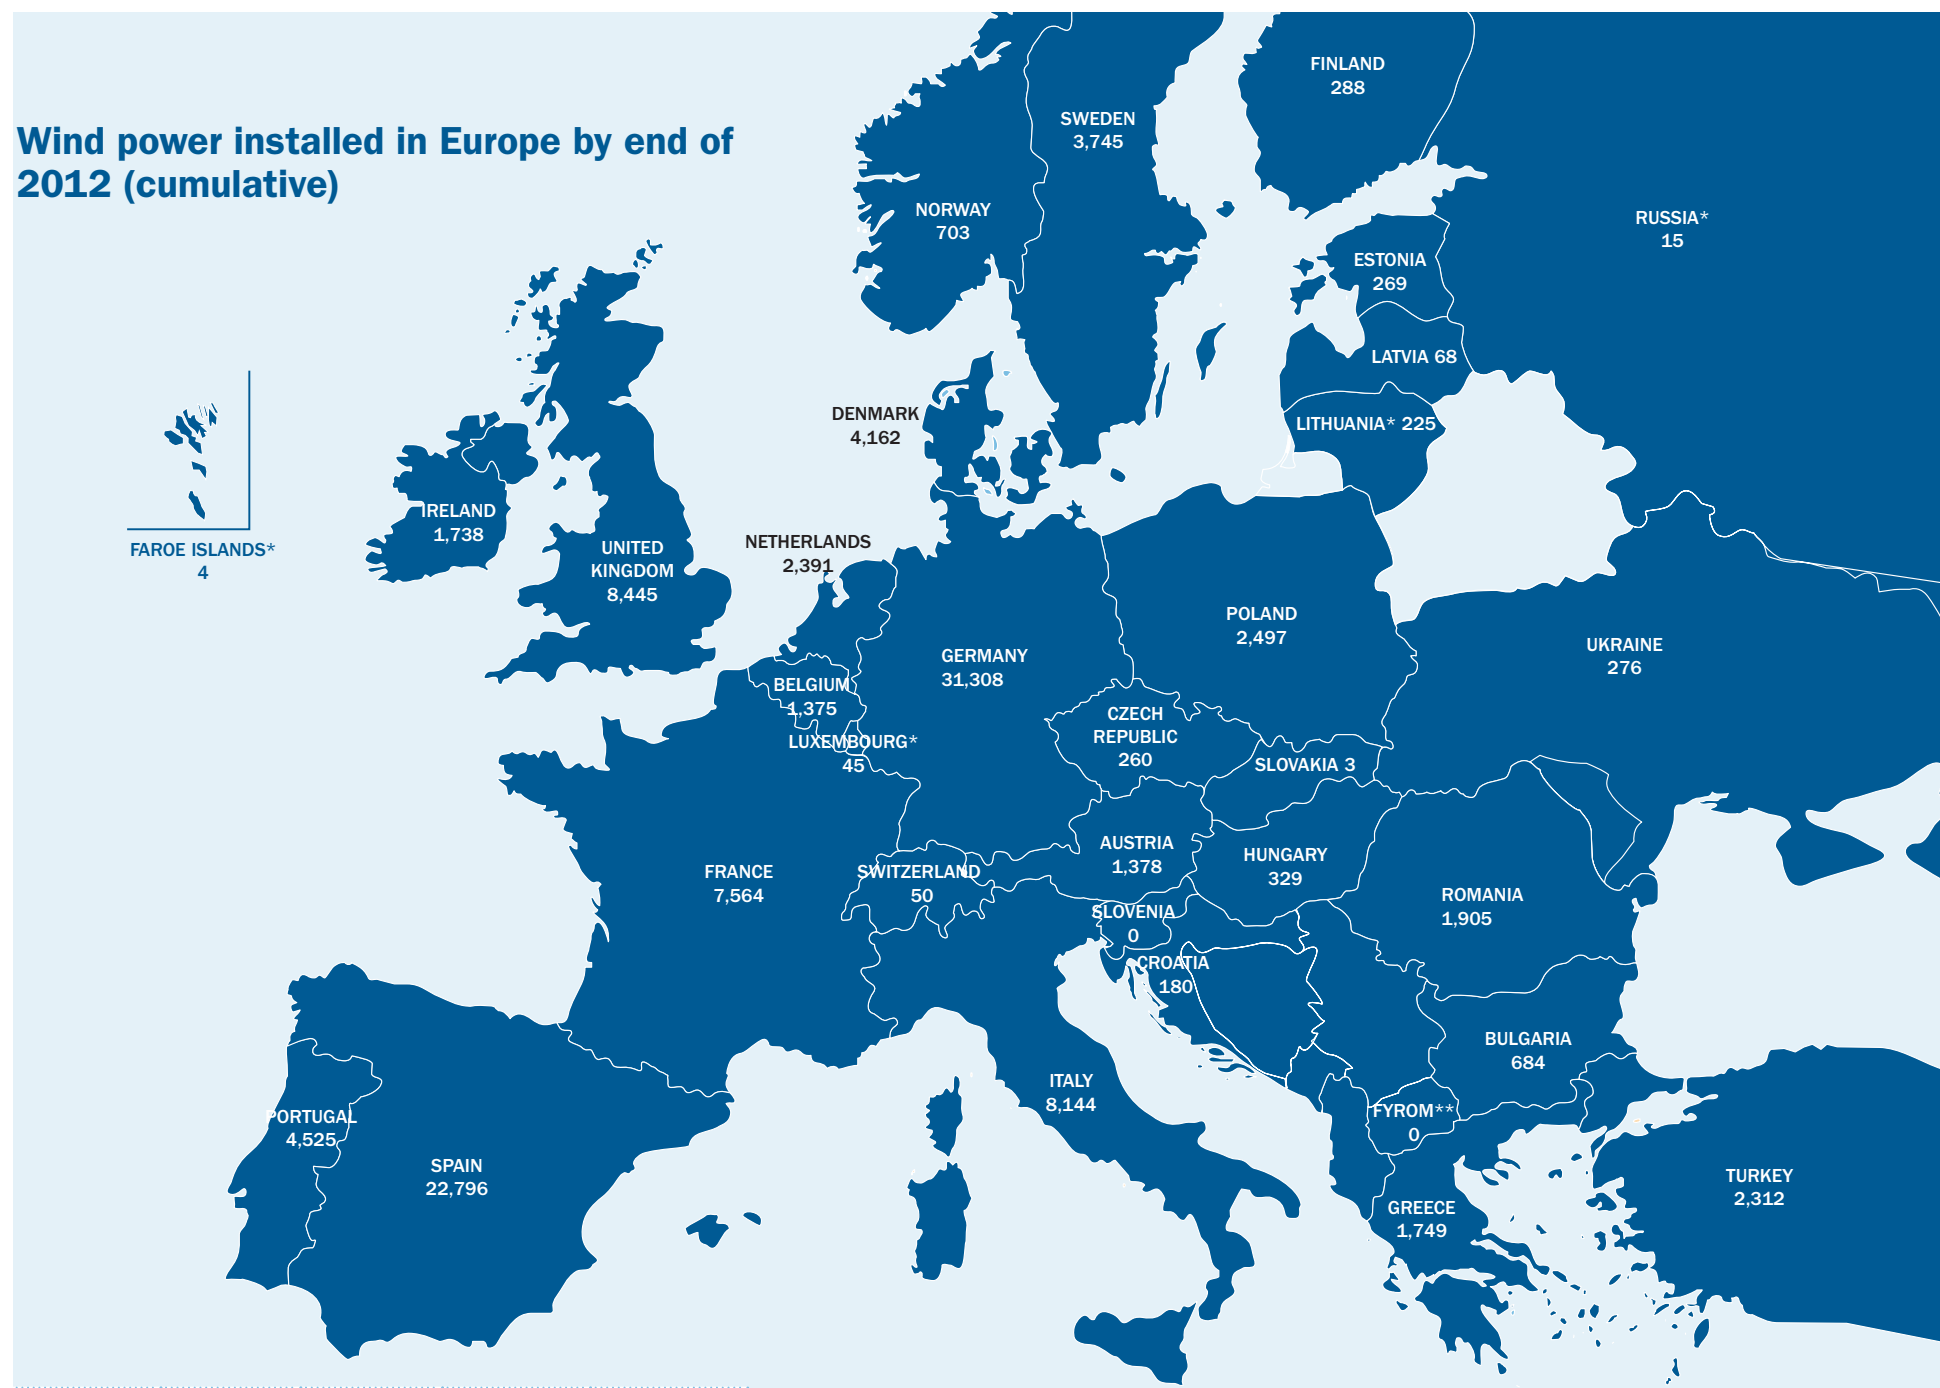 Wind power installed in Europe by end of
2012 (cumulative)
FINLAND
288
SWEDEN
3,745
NORWAY
703
RUSSIA*
15
ESTONIA
269
LATVIA 68
LITHUANIA* 225
DENMARK
4,162
FAROE ISLANDS*
4
IRELAND
1,738
UNITED
KINGDOM
8,445
NETHERLANDS
2,391
POLAND
2,497
UKRAINE
276
GERMANY
31,308
BELGIUM
1,375
LUXEMBOURG*
45
CZECH
REPUBLIC
260
SLOVAKIA 3
AUSTRIA
1,378
HUNGARY
329
FRANCE
7,564
SWITZERLAND
50
ROMANIA
1,905
SLOVENIA
0
CROATIA
180
BULGARIA
684
ITALY
8,144
FYROM**
0
PORTUGAL
4,525
SPAIN
22,796
GREECE
1,749
TURKEY
2,312